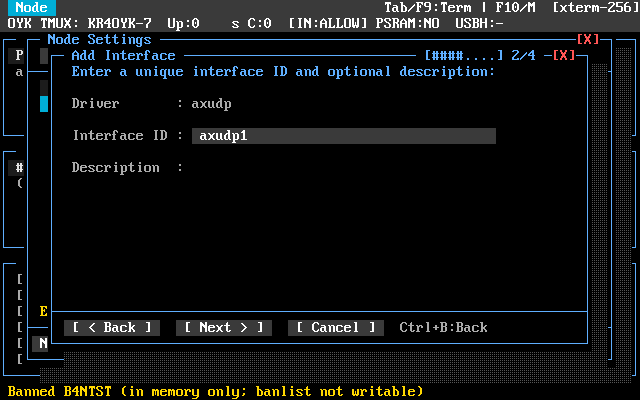 Node Tab/F9:Term | F10/M [xterm-256]
OYK TMUX: KR4OYK-7 Up:0 s C:0 [IN:ALLOW] PSRAM:NO USBH:-
Node Settings [X]
P Add Interface [####....] 2/4 [X]
a Enter a unique interface ID and optional description:
Driver : axudp
Interface ID : axudp1
# Description :
(
[
[
[ E
[ [ < Back ] [ Next > ] [ Cancel ] Ctrl+B:Back
[ N
[
Banned B4NTST (in memory only; banlist not writable)